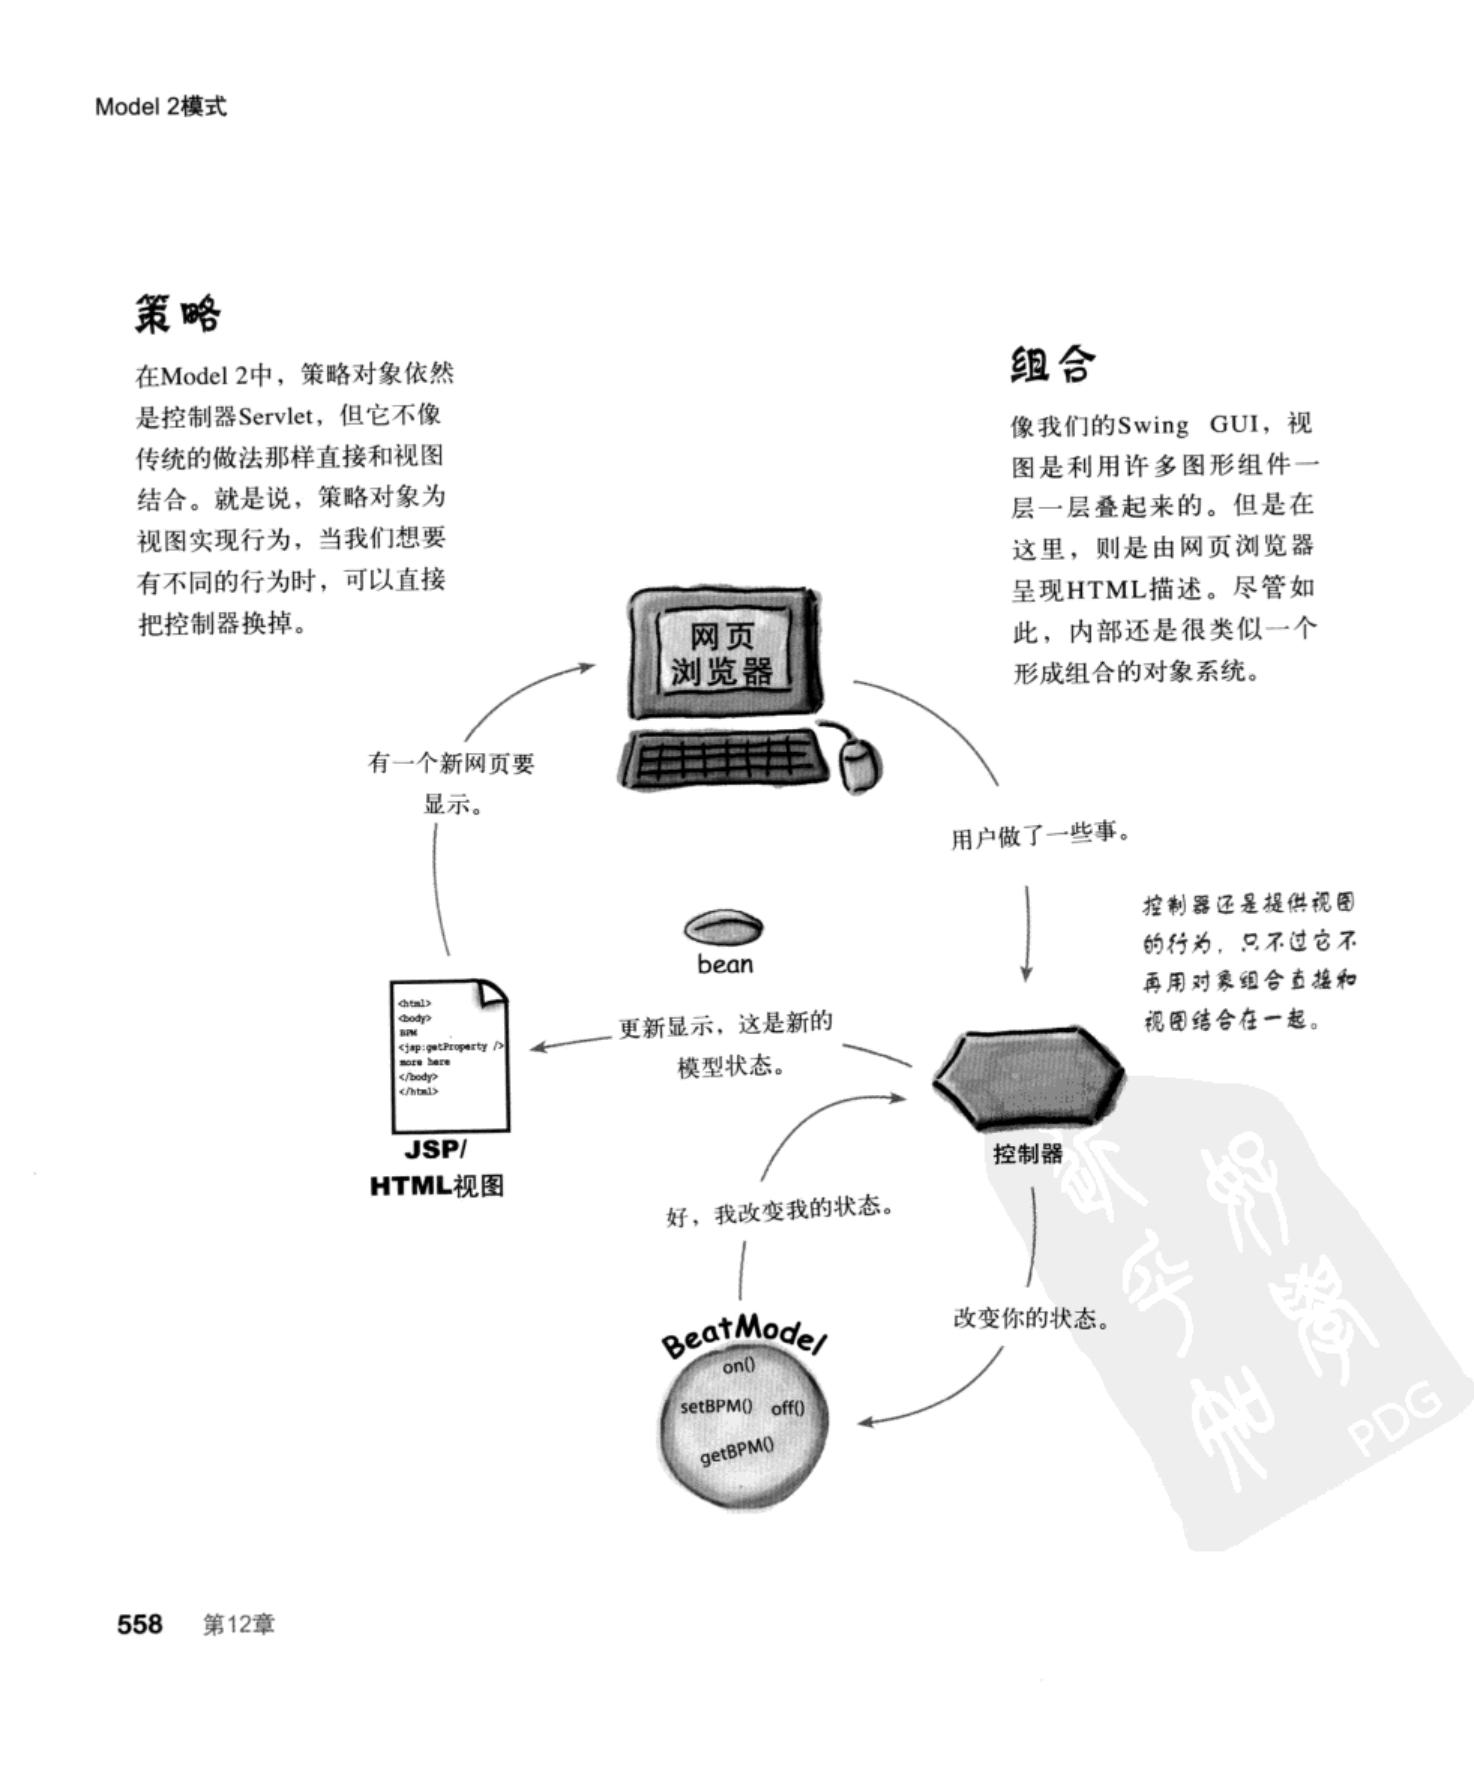 Model 2模式
策略
在Model 2中，策略对象依然
是控制器Servlet，但它不像
传统的做法那样直接和视图
结合。就是说，策略对象为
视图实现行为，当我们想要
有不同的行为时，可以直接
把控制器换掉。
组合
像我们的Swing GUI，视
图是利用许多图形组件一
层一层叠起来的。但是在
这里，则是由网页浏览器
呈现HTML描述。尽管如
此，内部还是很类似一个
形成组合的对象系统。
网页
浏览器
有一个新网页要
显示。
用户做了一些事。
控制器还是提供视图
的行为，只不过它不
再用对象组合直接和
视图结合在一起。
bean
<html>
<body>
BPM
<jsp:getProperty />
more here
</body>
</html>
JSP/
HTML视图
更新显示，这是新的
模型状态。
控制器
好，我改变我的状态。
改变你的状态。
BeatModel
on()
setBPM() off()
getBPM()
PDG
558 第12章